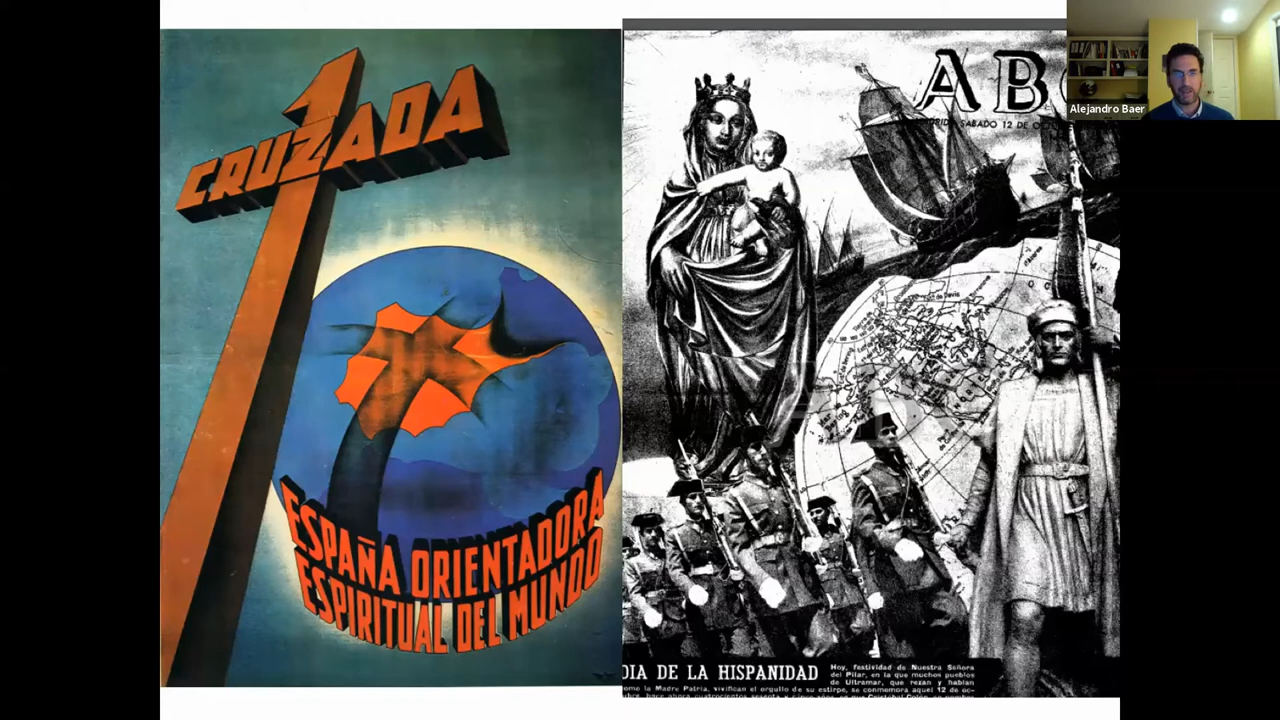 CRUZADA
ESPAÑA ORIENTADORA
ESPIRITUAL DEL MUNDO
ABC
MADRID, SABADO 12 DE OC
DIA DE LA HISPANIDAD
Hoy, festividad de Nuestra Señora
del Pilar, en la que muchos pueblos
de Ultramar, que rezan y hablan
como la Madre Patria, vivifican el orgullo de su estirpe, se conmemora aquel 12 de oc-
Alejandro Baer